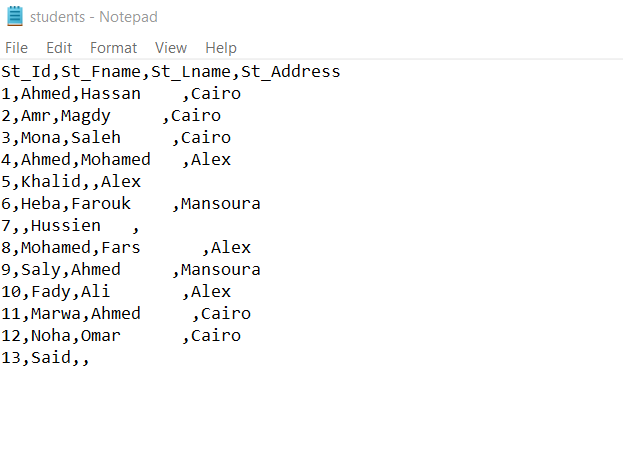 students - Notepad
File Edit Format View Help
St_Id,St_Fname,St_Lname,St_Address
1,Ahmed,Hassan    ,Cairo
2,Amr,Magdy     ,Cairo
3,Mona,Saleh     ,Cairo
4,Ahmed,Mohamed   ,Alex
5,Khalid,,Alex
6,Heba,Farouk    ,Mansoura
7,,Hussien   ,
8,Mohamed,Fars      ,Alex
9,Saly,Ahmed     ,Mansoura
10,Fady,Ali       ,Alex
11,Marwa,Ahmed     ,Cairo
12,Noha,Omar      ,Cairo
13,Said,,